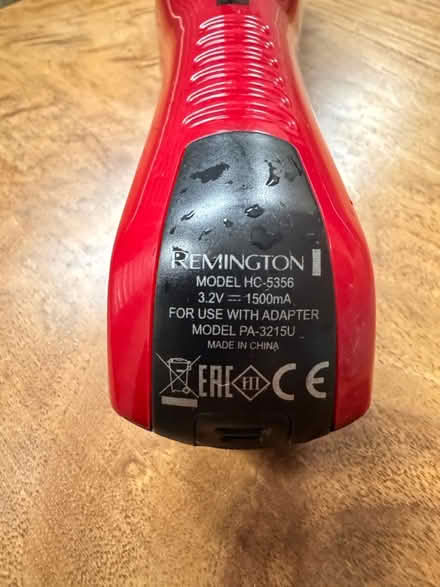 REMINGTON
MODEL HC-5356
3.2V ⎓ 1500mA
FOR USE WITH ADAPTER
MODEL PA-3215U
MADE IN CHINA
EAC CE